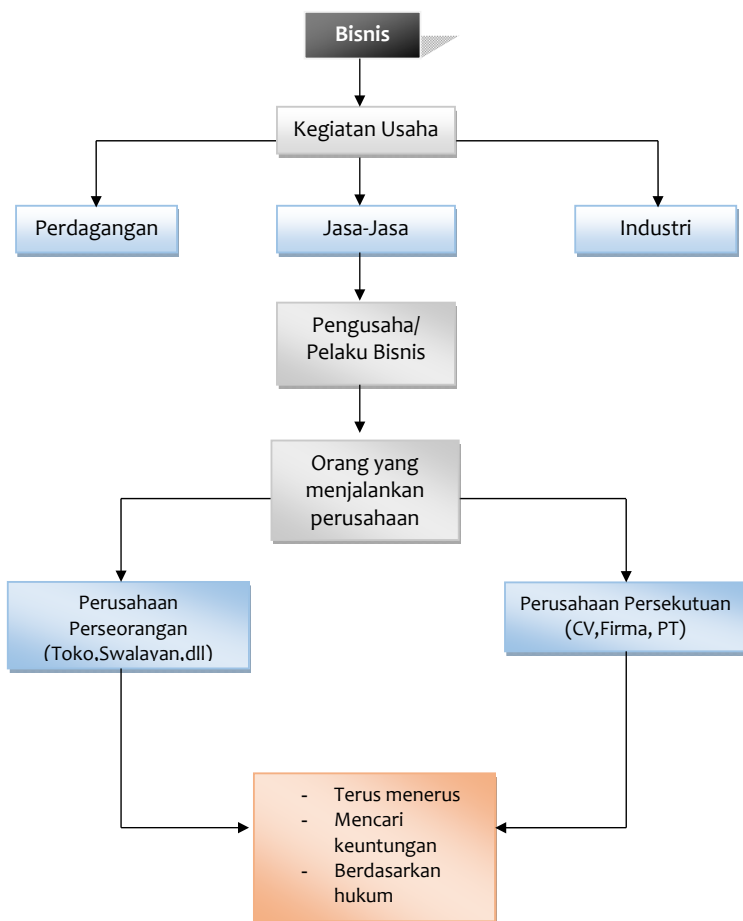 Bisnis
Kegiatan Usaha
Perdagangan
Jasa-Jasa
Industri
Pengusaha/
Pelaku Bisnis
Orang yang
menjalankan
perusahaan
Perusahaan
Perseorangan
(Toko,Swalayan,dll)
Perusahaan Persekutuan
(CV,Firma, PT)
- Terus menerus
- Mencari
keuntungan
- Berdasarkan
hukum